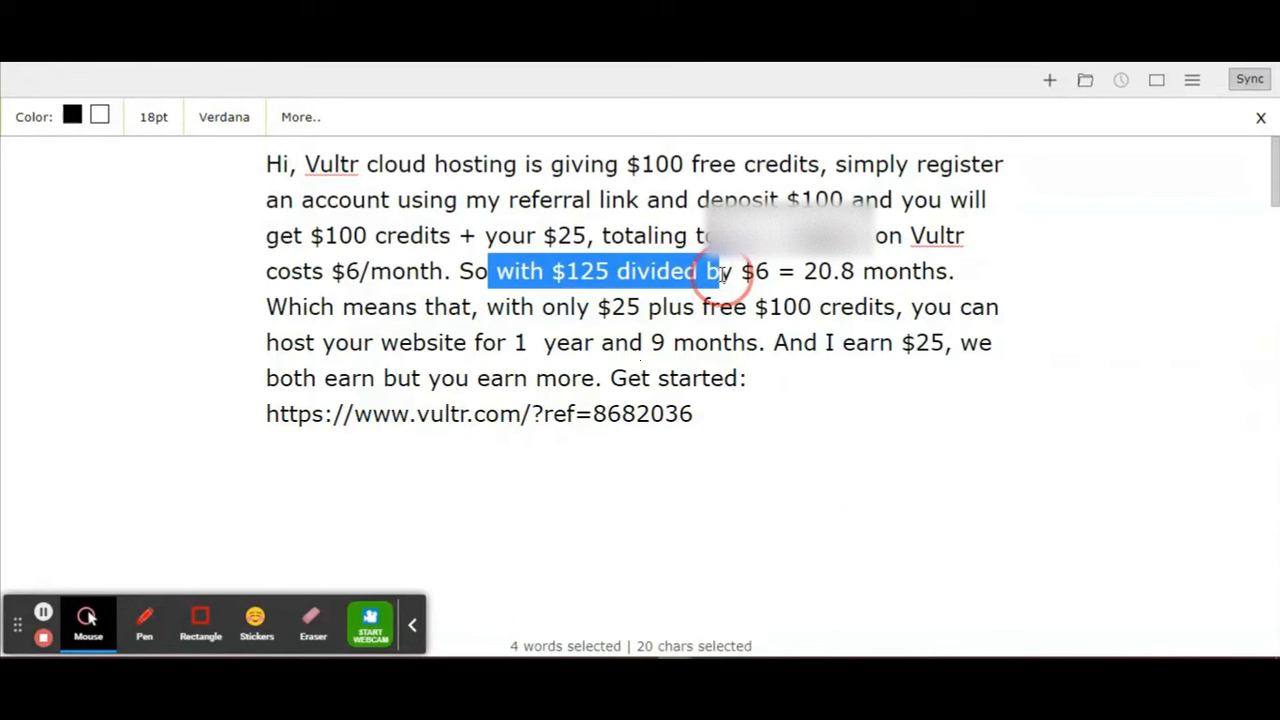 Sync
Color: 18pt Verdana More.. X
Hi, Vultr cloud hosting is giving $100 free credits, simply register
an account using my referral link and deposit $100 and you will
get $100 credits + your $25, totaling on Vultr
costs $6/month. So with $125 divided by $6 = 20.8 months.
Which means that, with only $25 plus free $100 credits, you can
host your website for 1  year and 9 months. And I earn $25, we
both earn but you earn more. Get started:
https://www.vultr.com/?ref=8682036
Mouse Pen Rectangle Stickers Eraser START WEBCAM
4 words selected | 20 chars selected